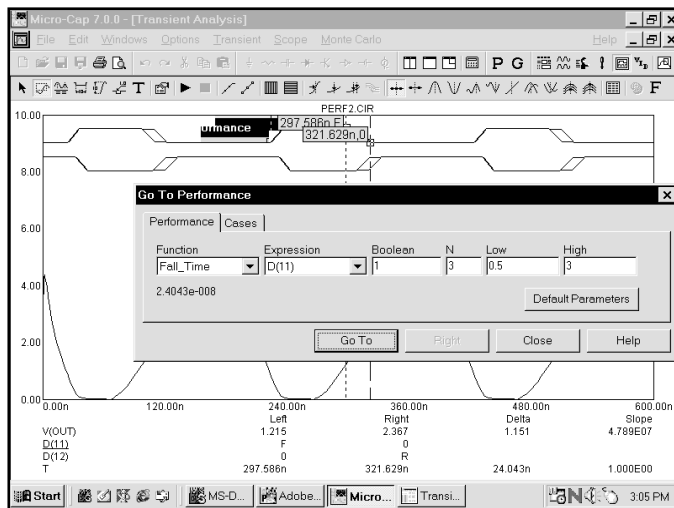 Micro-Cap 7.0.0 - [Transient Analysis]
File Edit Windows Options Transient Scope Monte Carlo Help
T P G
F
PERF2.CIR
10.00
8.00
6.00
4.00
2.00
0.00
297.586n,F
321.629n,0
Go To Performance
Performance Cases
Function Expression Boolean N Low High
Fall_Time D(11) 1 3 0.5 3
2.4043e-008
Default Parameters
Go To Right Close Help
0.00n 120.00n 240.00n 360.00n 480.00n 600.00n
Left Right Delta Slope
V(OUT) 1.215 2.367 1.151 4.789E07
D(11) F 0
D(12) 0 R
T 297.586n 321.629n 24.043n 1.000E00
Start MS-D... Adobe... Micro... Transi... N 3:05 PM